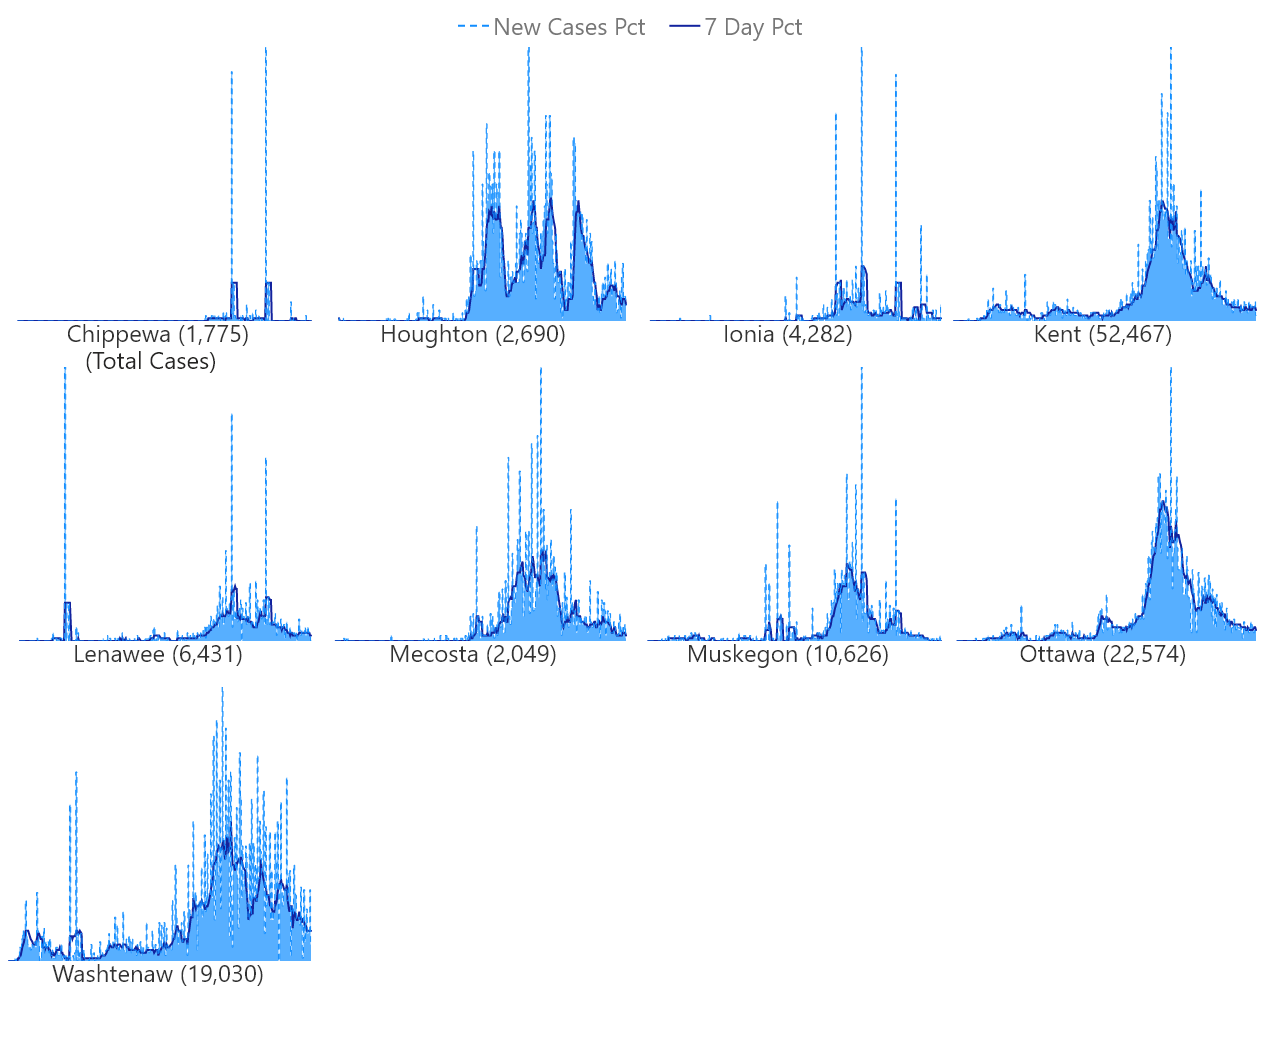 New Cases Pct 7 Day Pct
Chippewa (1,775) Houghton (2,690) Ionia (4,282) Kent (52,467)
(Total Cases)
Lenawee (6,431) Mecosta (2,049) Muskegon (10,626) Ottawa (22,574)
Washtenaw (19,030)